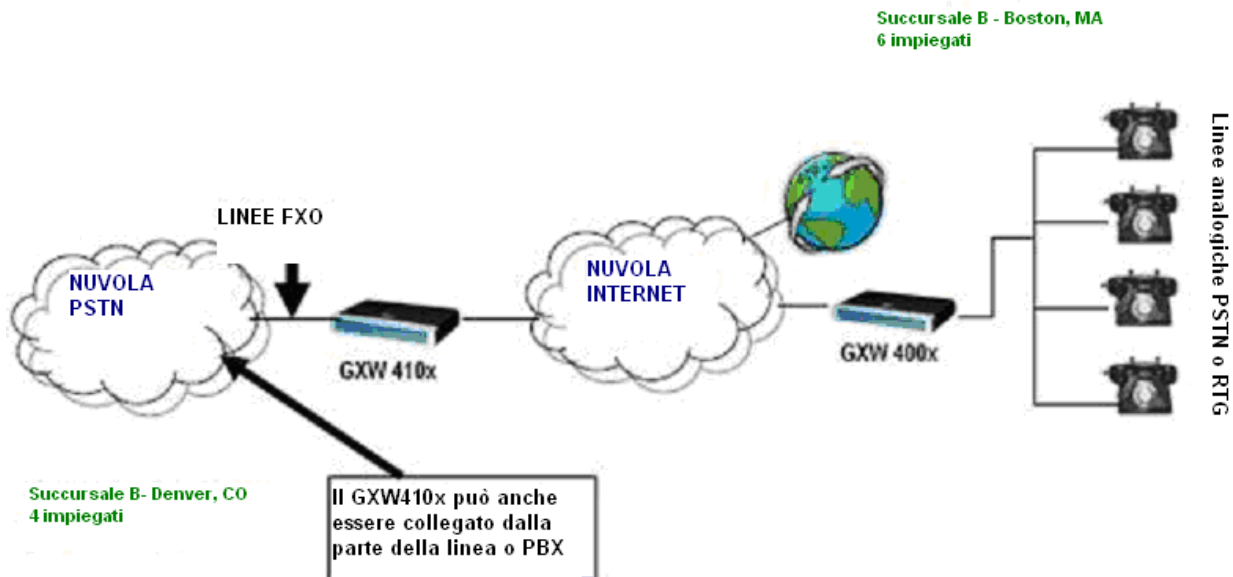 Succursale B - Boston, MA
6 impiegati
Linee analogiche PSTN o RTG
LINEE FXO
NUVOLA
PSTN
NUVOLA
INTERNET
GXW 410x
GXW 400x
Succursale B- Denver, CO
4 impiegati
Il GXW410x può anche
essere collegato dalla
parte della linea o PBX